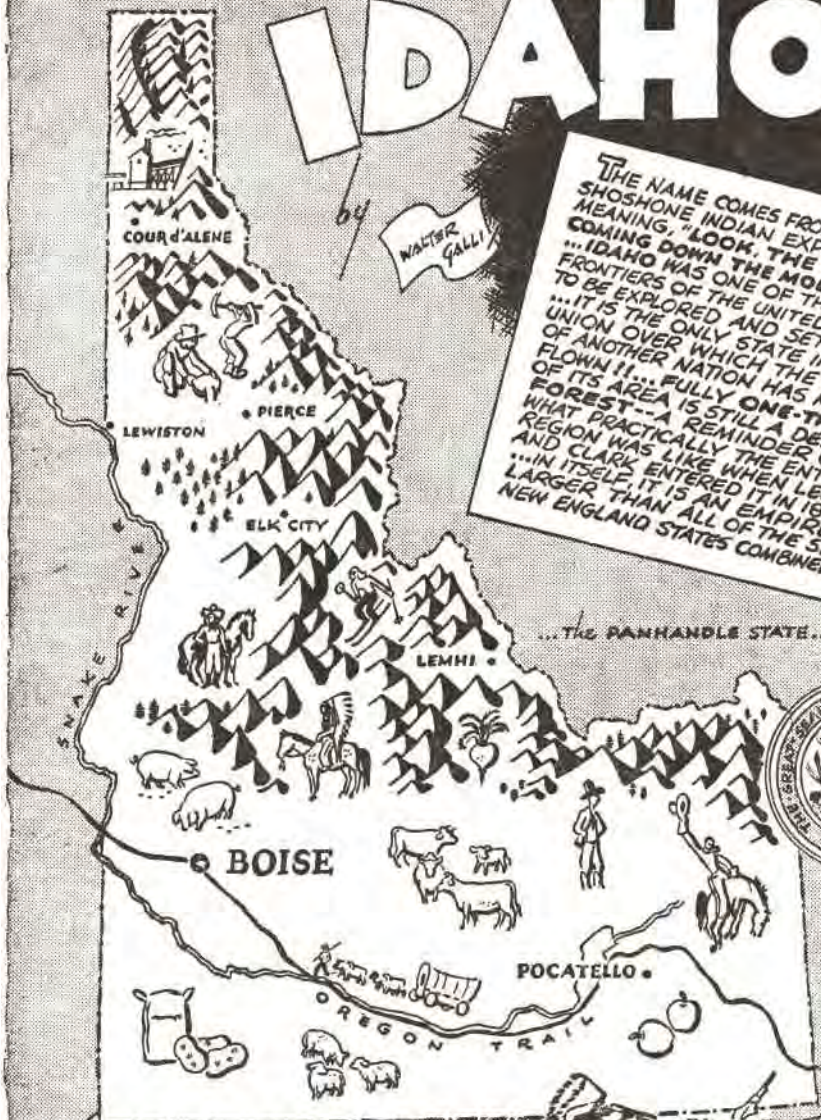 IDAHO
by
WALTER
GALLI
THE NAME COMES FRO
SHOSHONE INDIAN EXP
MEANING, "LOOK, THE
COMING DOWN THE MO
...IDAHO WAS ONE OF TH
FRONTIERS OF THE UNITE
TO BE EXPLORED AND SET
...IT IS THE ONLY STATE I
UNION OVER WHICH THE
OF ANOTHER NATION HAS
FLOWN!!...FULLY ONE-T
OF ITS AREA IS STILL A DE
FOREST--A REMINDER
WHAT PRACTICALLY THE ENT
REGION WAS LIKE WHEN LE
AND CLARK ENTERED IT IN 18
...IN ITSELF, IT IS AN EMPIRE
LARGER THAN ALL OF THE S
NEW ENGLAND STATES COMBINE
...The PANHANDLE STATE..
COUR d'ALENE
PIERCE
LEWISTON
ELK CITY
SNAKE RIVER
LEMHI
THE GREAT SEA
BOISE
POCATELLO
OREGON TRAIL